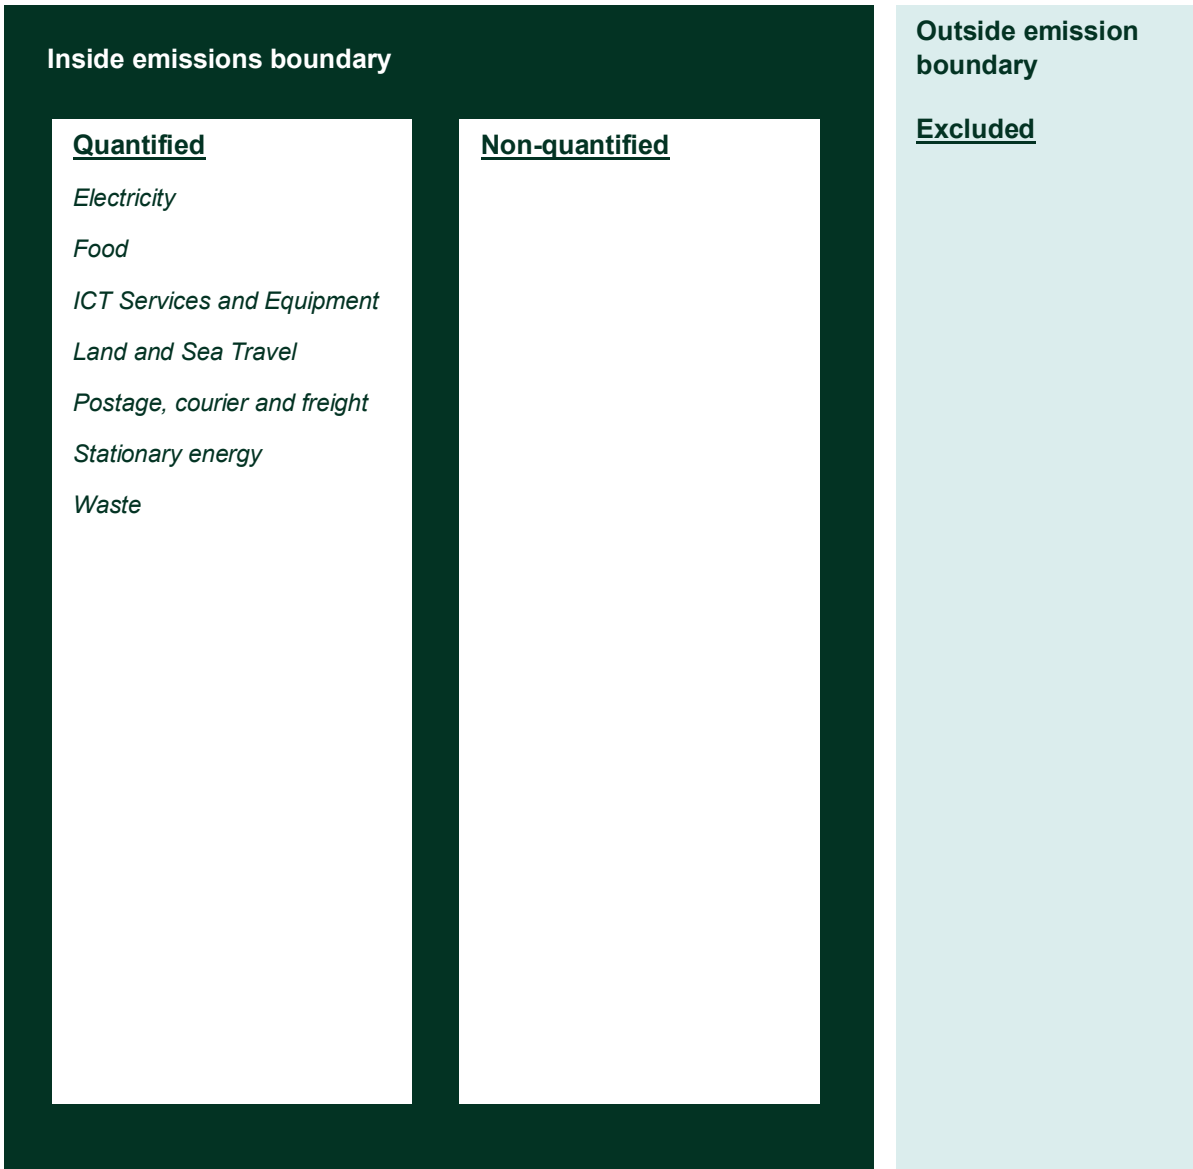 Inside emissions boundary
Quantified
Electricity
Food
ICT Services and Equipment
Land and Sea Travel
Postage, courier and freight
Stationary energy
Waste
Non-quantified
Outside emission
boundary
Excluded